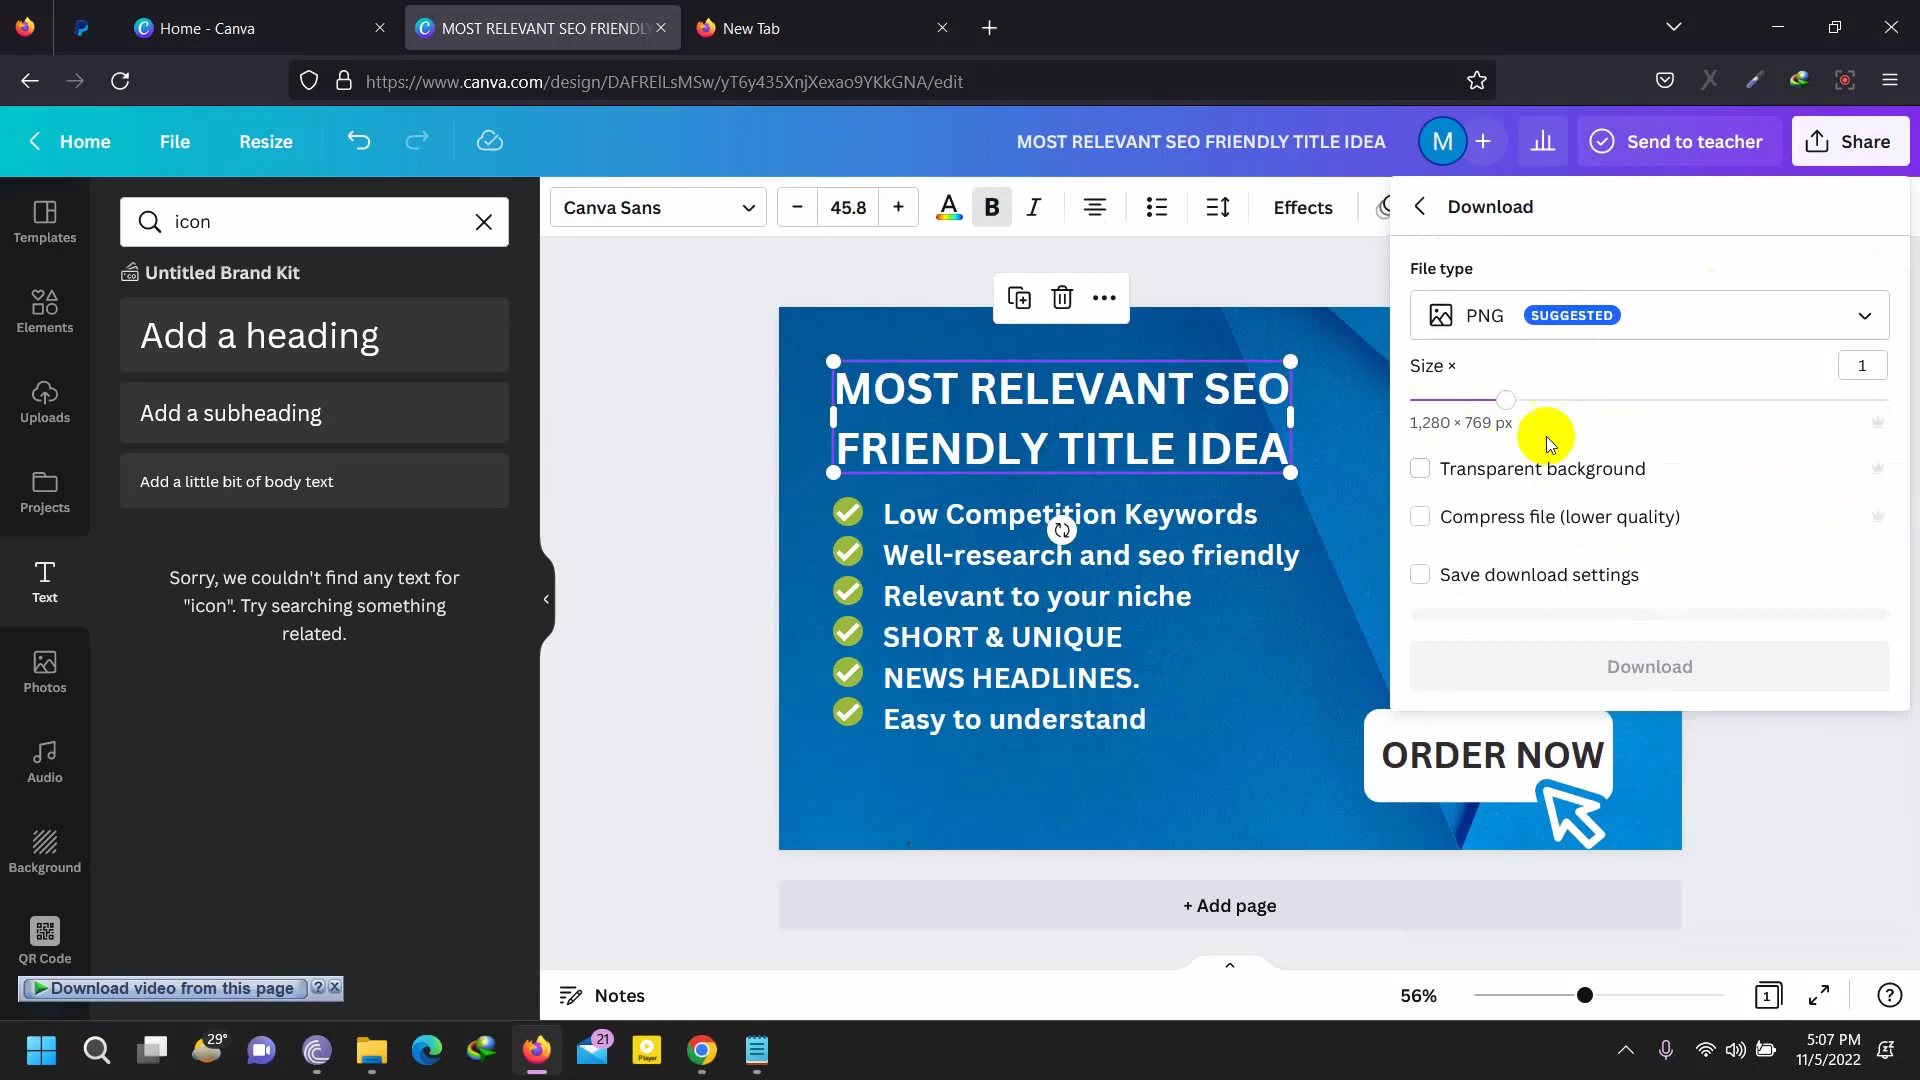 Home - Canva
MOST RELEVANT SEO FRIENDLY
New Tab
https://www.canva.com/design/DAFRElLsMSw/yT6y435XnjXexao9YKkGNA/edit
Home
File
Resize
MOST RELEVANT SEO FRIENDLY TITLE IDEA
M
Send to teacher
Share
Templates
Elements
Uploads
Projects
Text
Photos
Audio
Background
QR Code
icon
Untitled Brand Kit
Add a heading
Add a subheading
Add a little bit of body text
Sorry, we couldn't find any text for
"icon". Try searching something
related.
Canva Sans
45.8
A
B
I
Effects
Download
File type
PNG SUGGESTED
Size ×
1
1,280 × 769 px
Transparent background
Compress file (lower quality)
Save download settings
Download
MOST RELEVANT SEO
FRIENDLY TITLE IDEA
Low Competition Keywords
Well-research and seo friendly
Relevant to your niche
SHORT & UNIQUE
NEWS HEADLINES.
Easy to understand
ORDER NOW
+ Add page
Download video from this page
Notes
56%
1
29°
21
Player
5:07 PM
11/5/2022